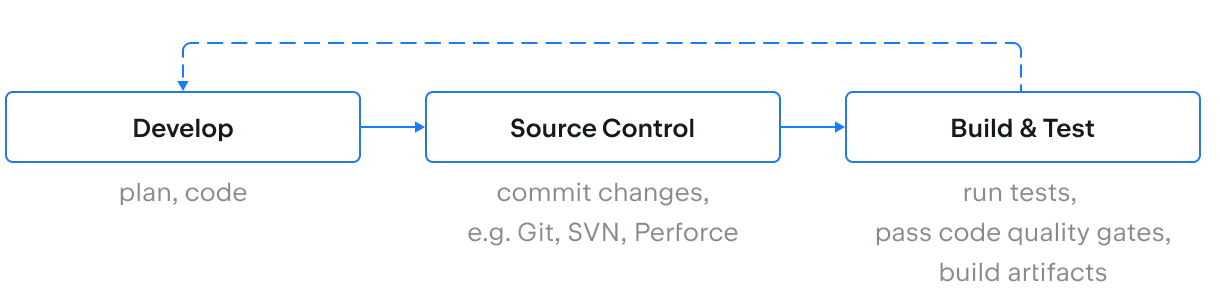 Develop
Source Control
Build & Test
plan, code
commit changes,
e.g. Git, SVN, Perforce
run tests,
pass code quality gates,
build artifacts